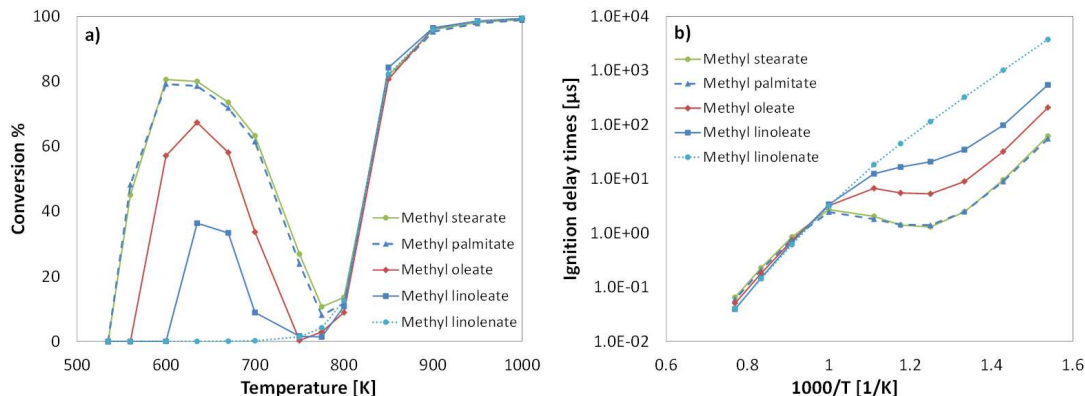 a)
Conversion %
100
80
60
40
20
0
500
600
700
800
900
1000
Temperature [K]
Methyl stearate
Methyl palmitate
Methyl oleate
Methyl linoleate
Methyl linolenate
b)
Ignition delay times [µs]
1.0E+05
1.0E+04
1.0E+03
1.0E+02
1.0E+01
1.0E+00
1.0E-01
1.0E-02
0.6
0.8
1
1.2
1.4
1.6
1000/T [1/K]
Methyl stearate
Methyl palmitate
Methyl oleate
Methyl linoleate
Methyl linolenate